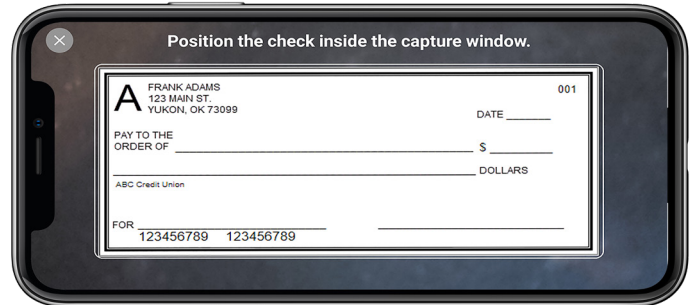 Position the check inside the capture window.
A
FRANK ADAMS
123 MAIN ST.
YUKON, OK 73099
001
DATE
PAY TO THE
ORDER OF
$
DOLLARS
ABC Credit Union
FOR
123456789 123456789